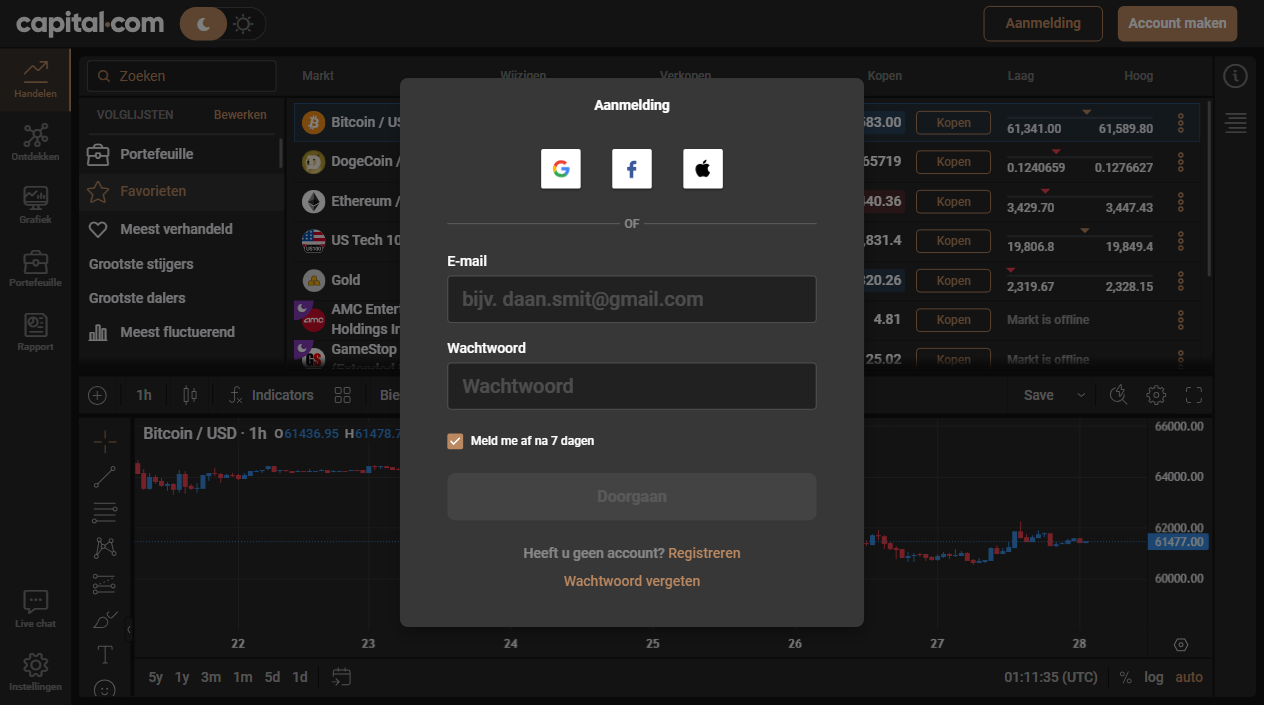 capital.com
Aanmelding
Account maken
Handelen
Ontdekken
Grafiek
Portefeuille
Rapport
Live chat
Instellingen
Zoeken
VOLGLIJSTEN Bewerken
Portefeuille
Favorieten
Meest verhandeld
Grootste stijgers
Grootste dalers
Meest fluctuerend
Markt Wijzigen Verkopen Kopen Laag Hoog
Bitcoin / US 583.00 Kopen 61,341.00 61,589.80
DogeCoin / 65719 Kopen 0.1240659 0.1276627
Ethereum / 40.36 Kopen 3,429.70 3,447.43
US Tech 10 ,831.4 Kopen 19,806.8 19,849.4
Gold 320.26 Kopen 2,319.67 2,328.15
AMC Enter
Holdings In 4.81 Kopen Markt is offline
GameStop 25.02 Kopen Markt is offline
(Extended
Aanmelding
OF
E-mail
bijv. daan.smit@gmail.com
Wachtwoord
Wachtwoord
Meld me af na 7 dagen
Doorgaan
Heeft u geen account? Registreren
Wachtwoord vergeten
1h Indicators Bie Save
Bitcoin / USD · 1h O61436.95 H61478.7
66000.00
64000.00
62000.00
61477.00
60000.00
22 23 24 25 26 27 28
5y 1y 3m 1m 5d 1d 01:11:35 (UTC) % log auto